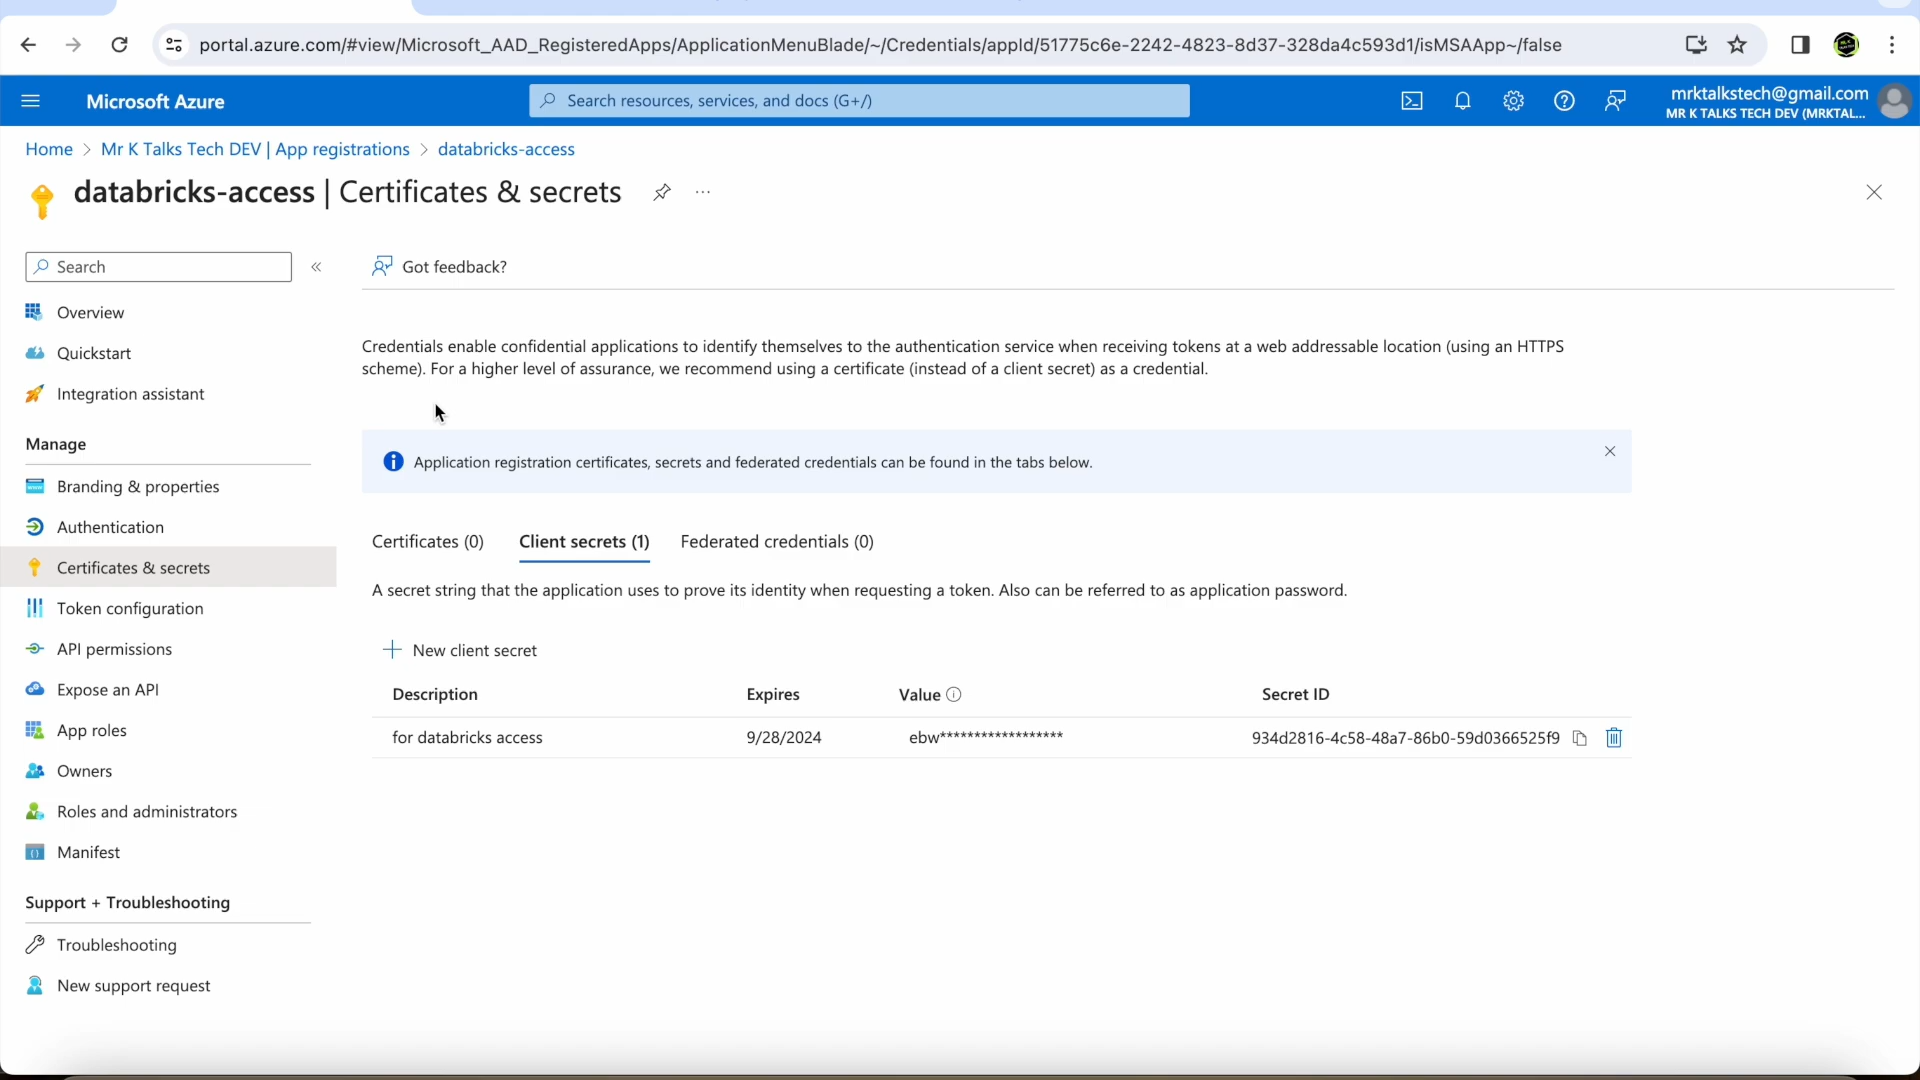 portal.azure.com/#view/Microsoft_AAD_RegisteredApps/ApplicationMenuBlade/~/Credentials/appId/51775c6e-2242-4823-8d37-328da4c593d1/isMSAApp~/false
Microsoft Azure
Search resources, services, and docs (G+/)
mrktalkstech@gmail.com
MR K TALKS TECH DEV (MRKTAL...
Home > Mr K Talks Tech DEV | App registrations > databricks-access
databricks-access | Certificates & secrets
Search
Got feedback?
Overview
Quickstart
Integration assistant
Manage
Branding & properties
Authentication
Certificates & secrets
Token configuration
API permissions
Expose an API
App roles
Owners
Roles and administrators
Manifest
Support + Troubleshooting
Troubleshooting
New support request
Credentials enable confidential applications to identify themselves to the authentication service when receiving tokens at a web addressable location (using an HTTPS
scheme). For a higher level of assurance, we recommend using a certificate (instead of a client secret) as a credential.
Application registration certificates, secrets and federated credentials can be found in the tabs below.
Certificates (0) Client secrets (1) Federated credentials (0)
A secret string that the application uses to prove its identity when requesting a token. Also can be referred to as application password.
New client secret
Description Expires Value Secret ID
for databricks access 9/28/2024 ebw****************** 934d2816-4c58-48a7-86b0-59d0366525f9